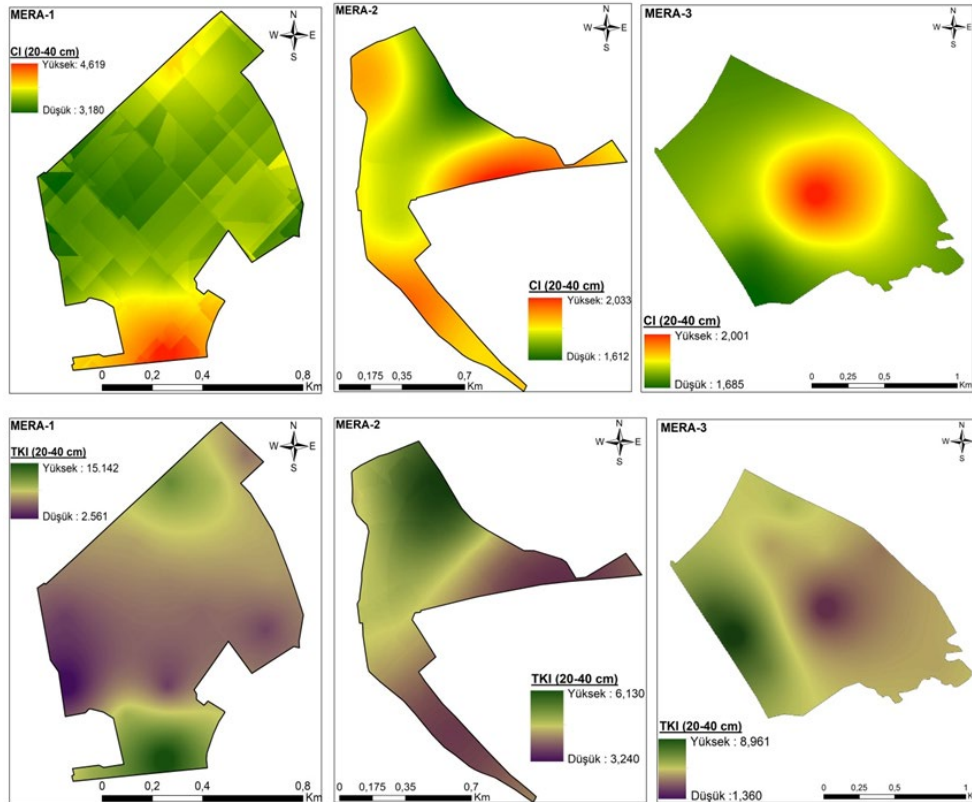 MERA-1
N
W E
S
CI (20-40 cm)
Yüksek: 4,619
Düşük : 3,180
0 0,2 0,4 0,8
Km
MERA-2
N
W E
S
CI (20-40 cm)
Yüksek: 2,033
Düşük : 1,612
0 0,175 0,35 0,7
Km
MERA-3
N
W E
S
CI (20-40 cm)
Yüksek : 2,001
Düşük : 1,685
0 0,25 0,5 1
Km
MERA-1
N
W E
S
TKI (20-40 cm)
Yüksek : 15.142
Düşük : 2.561
0 0,2 0,4 0,8
Km
MERA-2
N
W E
S
TKI (20-40 cm)
Yüksek : 6,130
Düşük : 3,240
0 0,175 0,35 0,7
Km
MERA-3
N
W E
S
TKI (20-40 cm)
Yüksek : 8,961
Düşük :1,360
0 0,25 0,5 1
Km